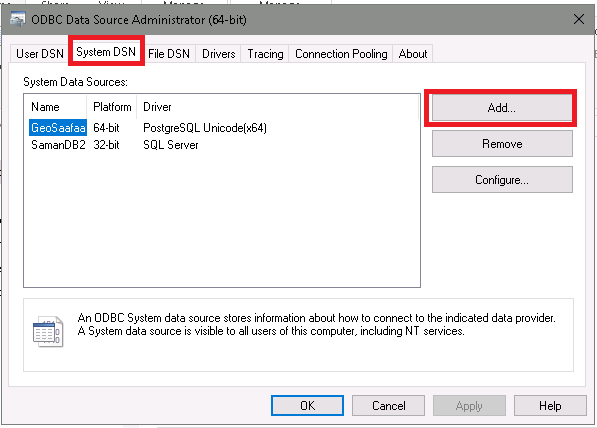 ODBC Data Source Administrator (64-bit)
User DSN System DSN File DSN Drivers Tracing Connection Pooling About
System Data Sources:
Name Platform Driver
GeoSaafaa 64-bit PostgreSQL Unicode(x64)
SamanDB2 32-bit SQL Server
Add...
Remove
Configure...
An ODBC System data source stores information about how to connect to the indicated data provider.
A System data source is visible to all users of this computer, including NT services.
OK Cancel Apply Help